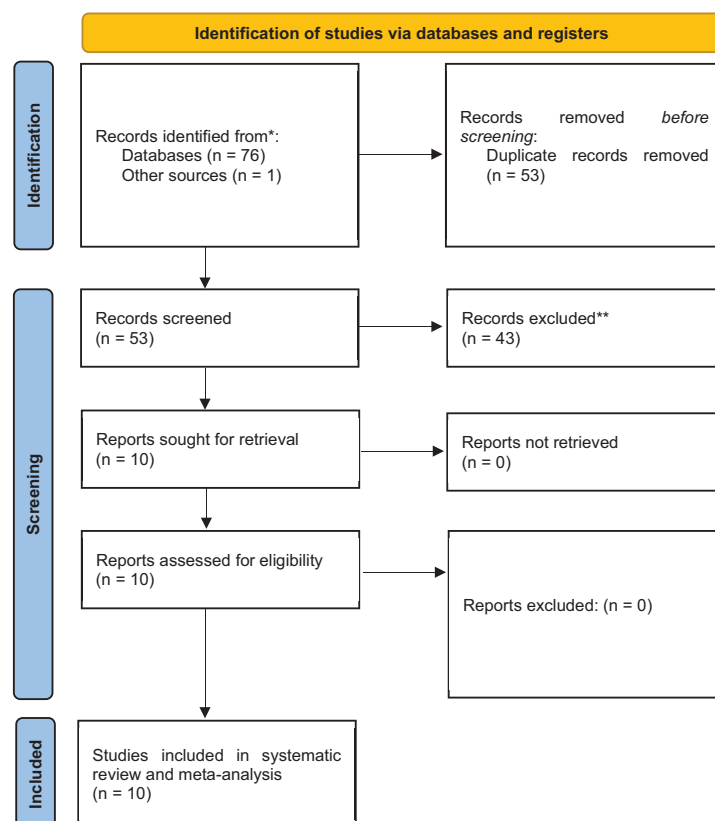 Identification of studies via databases and registers
Identification
Records identified from*:
Databases (n = 76)
Other sources (n = 1)
Records removed before
screening:
Duplicate records removed
(n = 53)
Screening
Records screened
(n = 53)
Records excluded**
(n = 43)
Reports sought for retrieval
(n = 10)
Reports not retrieved
(n = 0)
Reports assessed for eligibility
(n = 10)
Reports excluded: (n = 0)
Included
Studies included in systematic
review and meta-analysis
(n = 10)